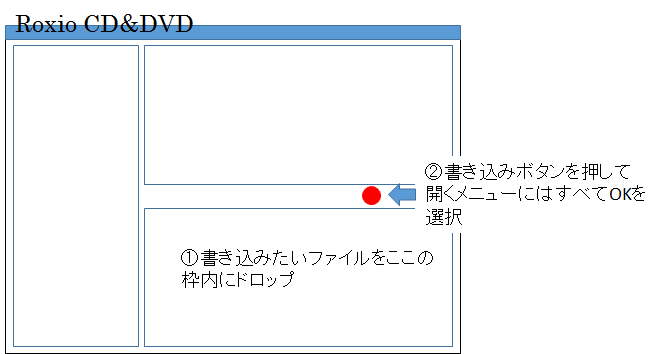 Roxio CD&DVD
②書き込みボタンを押して
開くメニューにはすべてOKを
選択
①書き込みたいファイルをここの
枠内にドロップ